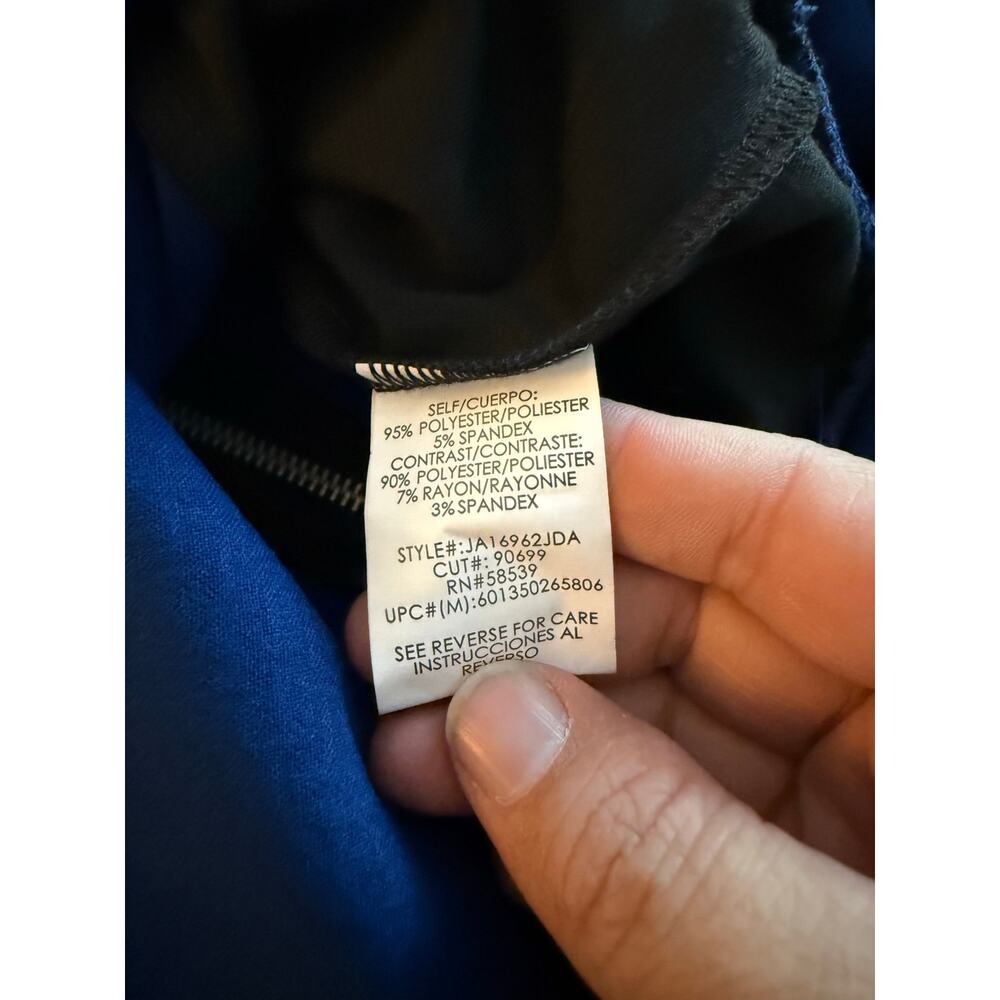 SELF/CUERPO:
95% POLYESTER/POLIESTER
5% SPANDEX
CONTRAST/CONTRASTE:
90% POLYESTER/POLIESTER
7% RAYON/RAYONNE
3% SPANDEX
STYLE#:JA16962JDA
CUT#: 90699
RN#58539
UPC#(M):601350265806
SEE REVERSE FOR CARE
INSTRUCCIONES AL
REVERSO